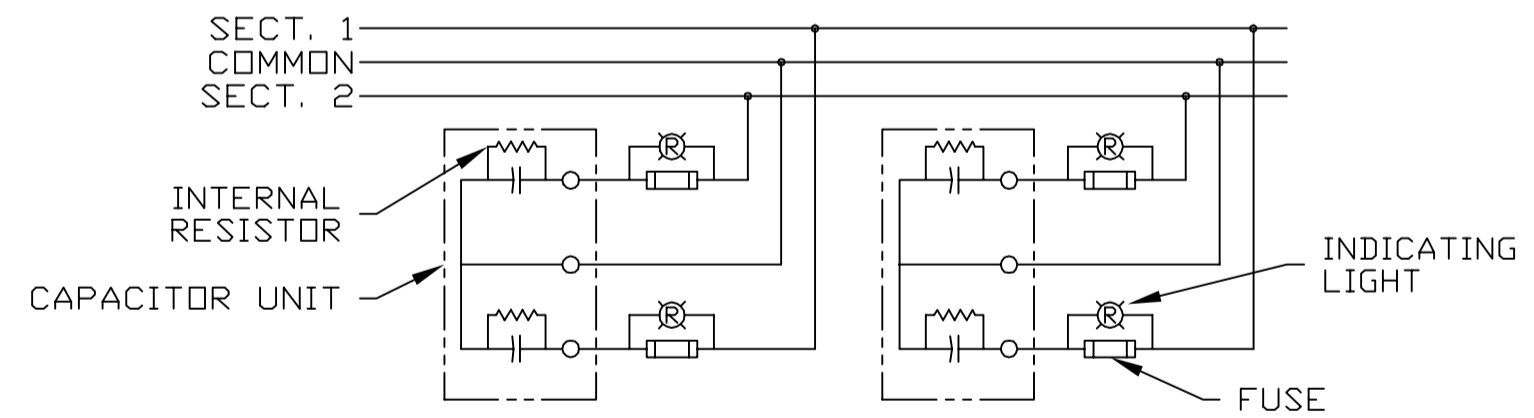 SECT. 1
COMMON
SECT. 2
R
R
INTERNAL
RESISTOR
INDICATING
LIGHT
CAPACITOR UNIT
R
R
FUSE